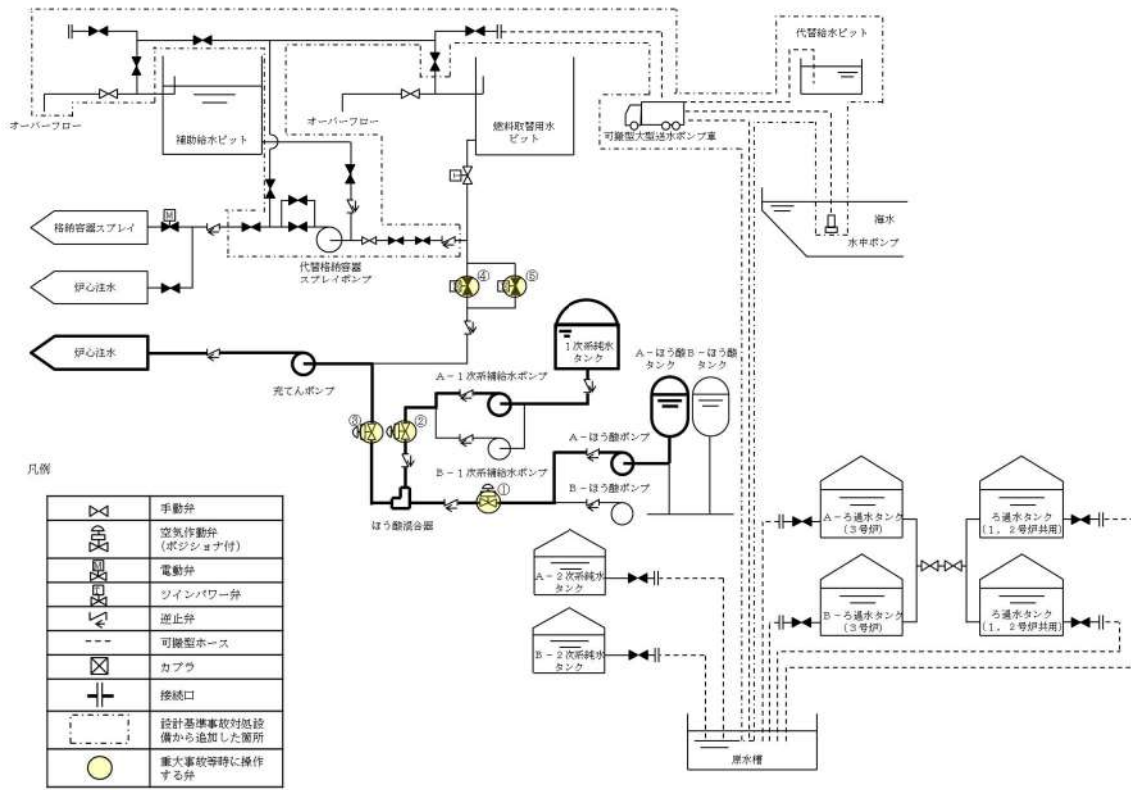 代替給水ピット
オーバーフロー
補助給水ピット
オーバーフロー
燃料取替用水
ピット
可搬型大型送水ポンプ車
海水
水中ポンプ
格納容器スプレイ
M
代替格納容器
スプレイポンプ
炉心注水
④
⑤
炉心注水
充てんポンプ
1次系純水
タンク
A-1次系補給水ポンプ
A-ほう酸
タンク
B-ほう酸
タンク
③
②
B-1次系補給水ポンプ
A-ほう酸ポンプ
①
B-ほう酸ポンプ
ほう酸混合器
A-2次系純水
タンク
B-2次系純水
タンク
A-ろ過水タンク
(3号炉)
ろ過水タンク
(1,2号炉共用)
B-ろ過水タンク
(3号炉)
ろ過水タンク
(1,2号炉共用)
原水槽
凡例
手動弁
空気作動弁
(ポジショナ付)
M
電動弁
T
ツインパワー弁
逆止弁
可搬型ホース
カプラ
接続口
設計基準事故対処設
備から追加した箇所
重大事故等時に操作
する弁